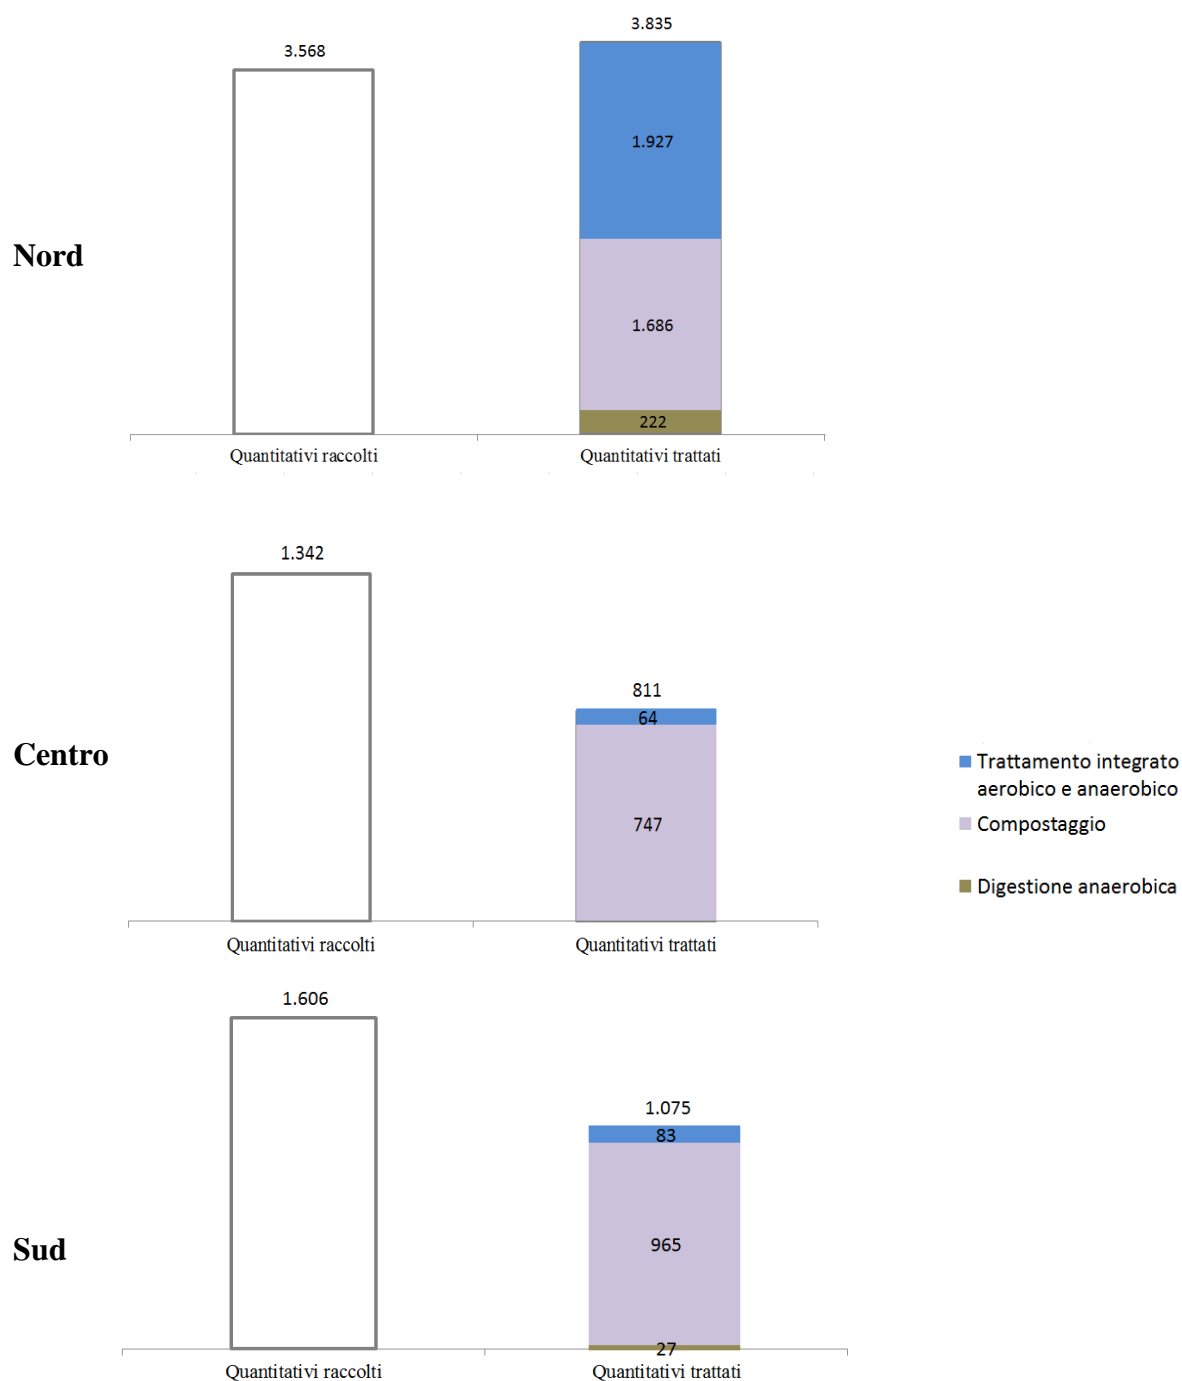 3.835
3.568
1.927
Nord
1.686
222
Quantitativi raccolti
Quantitativi trattati
1.342
811
64
Centro
747
Trattamento integrato
aerobico e anaerobico
Compostaggio
Digestione anaerobica
Quantitativi raccolti
Quantitativi trattati
1.606
1.075
83
Sud
965
27
Quantitativi raccolti
Quantitativi trattati